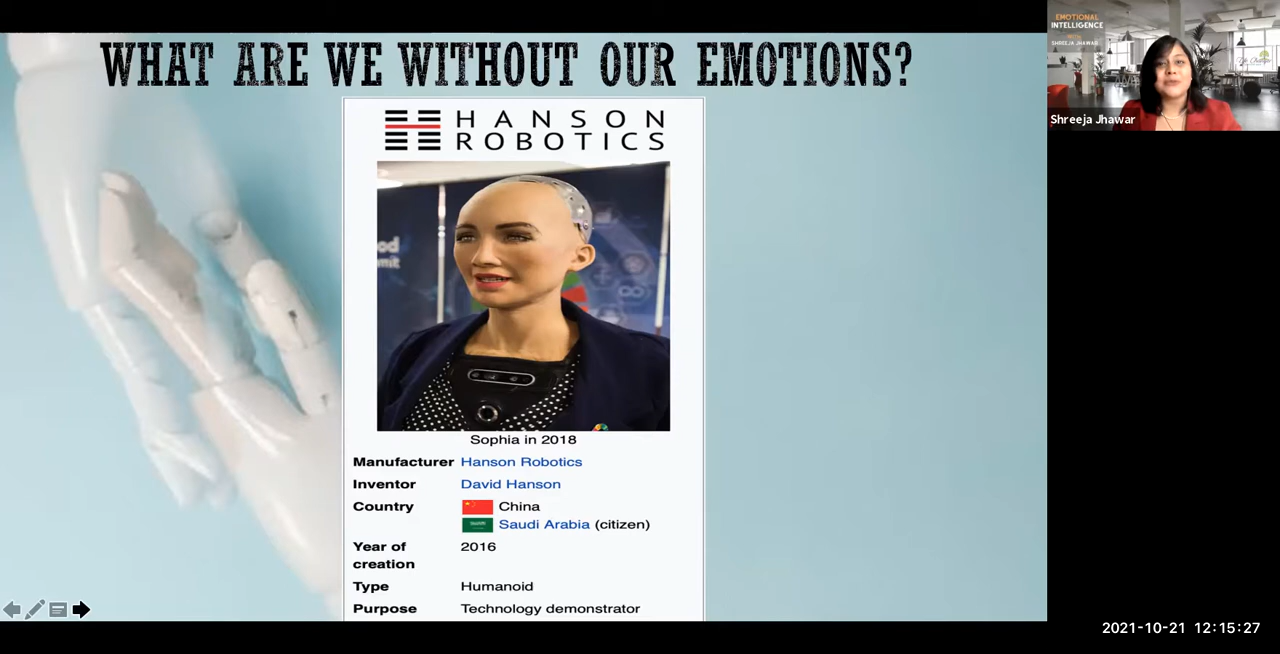 WHAT ARE WE WITHOUT OUR EMOTIONS?
HANSON
ROBOTICS
Sophia in 2018
Manufacturer Hanson Robotics
Inventor David Hanson
Country China
Saudi Arabia (citizen)
Year of creation 2016
Type Humanoid
Purpose Technology demonstrator
EMOTIONAL
INTELLIGENCE
WITH
SHREEJA JHAWAR
Shreeja Jhawar
2021-10-21 12:15:27